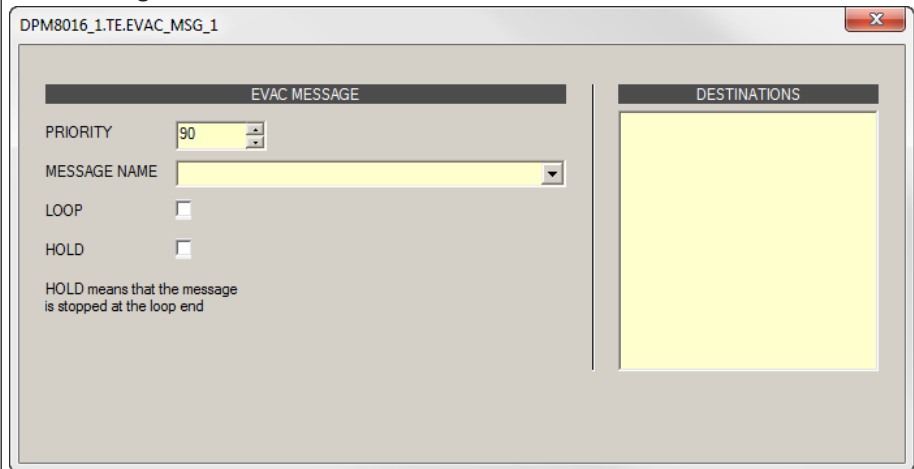 DPM8016_1.TE.EVAC_MSG_1
EVAC MESSAGE
PRIORITY 90
MESSAGE NAME
LOOP
HOLD
HOLD means that the message
is stopped at the loop end
DESTINATIONS